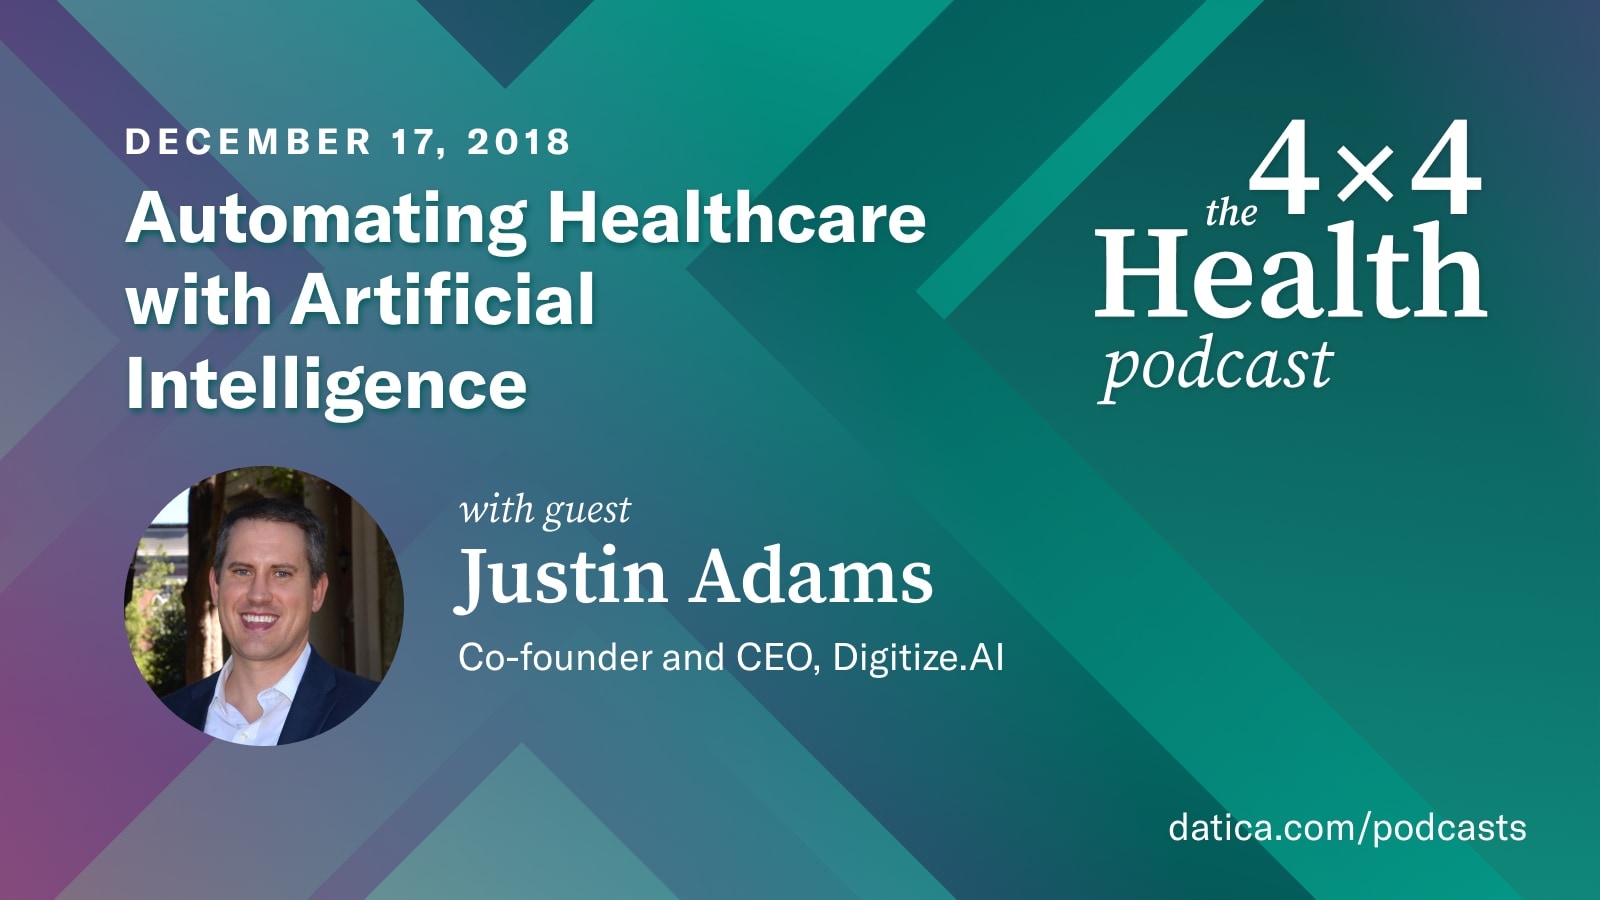 DECEMBER 17, 2018
Automating Healthcare
with Artificial
Intelligence
with guest
Justin Adams
Co-founder and CEO, Digitize.AI
the 4×4
Health
podcast
datica.com/podcasts